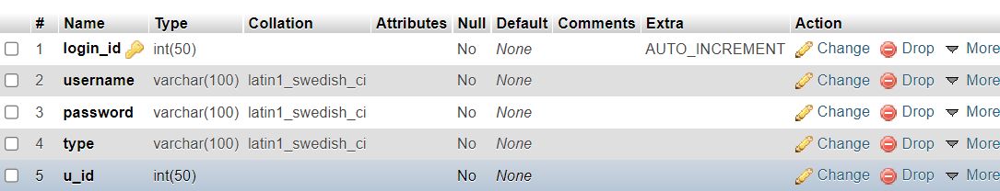 # Name Type Collation Attributes Null Default Comments Extra Action
1 login_id int(50) No None AUTO_INCREMENT Change Drop More
2 username varchar(100) latin1_swedish_ci No None Change Drop More
3 password varchar(100) latin1_swedish_ci No None Change Drop More
4 type varchar(100) latin1_swedish_ci No None Change Drop More
5 u_id int(50) No None Change Drop More